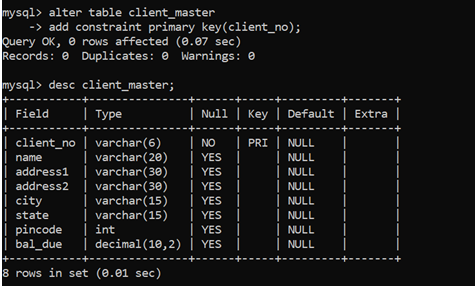 mysql> alter table client_master
    -> add constraint primary key(client_no);
Query OK, 0 rows affected (0.07 sec)
Records: 0  Duplicates: 0  Warnings: 0

mysql> desc client_master;
+-----------+---------------+------+-----+---------+-------+
| Field     | Type          | Null | Key | Default | Extra |
+-----------+---------------+------+-----+---------+-------+
| client_no | varchar(6)    | NO   | PRI | NULL    |       |
| name      | varchar(20)   | YES  |     | NULL    |       |
| address1  | varchar(30)   | YES  |     | NULL    |       |
| address2  | varchar(30)   | YES  |     | NULL    |       |
| city      | varchar(15)   | YES  |     | NULL    |       |
| state     | varchar(15)   | YES  |     | NULL    |       |
| pincode   | int           | YES  |     | NULL    |       |
| bal_due   | decimal(10,2) | YES  |     | NULL    |       |
+-----------+---------------+------+-----+---------+-------+
8 rows in set (0.01 sec)